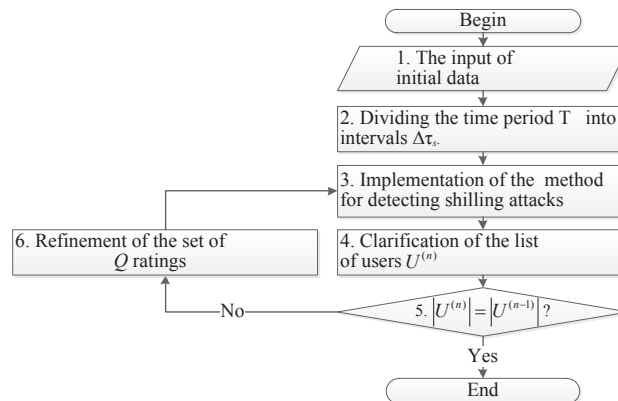 Begin
1. The input of
initial data
2. Dividing the time period T into
intervals Δτₛ.
3. Implementation of the method
for detecting shilling attacks
6. Refinement of the set of
Q ratings
4. Clarification of the list
of users U⁽ⁿ⁾
5. |U⁽ⁿ⁾| = |U⁽ⁿ⁻¹⁾| ?
No
Yes
End